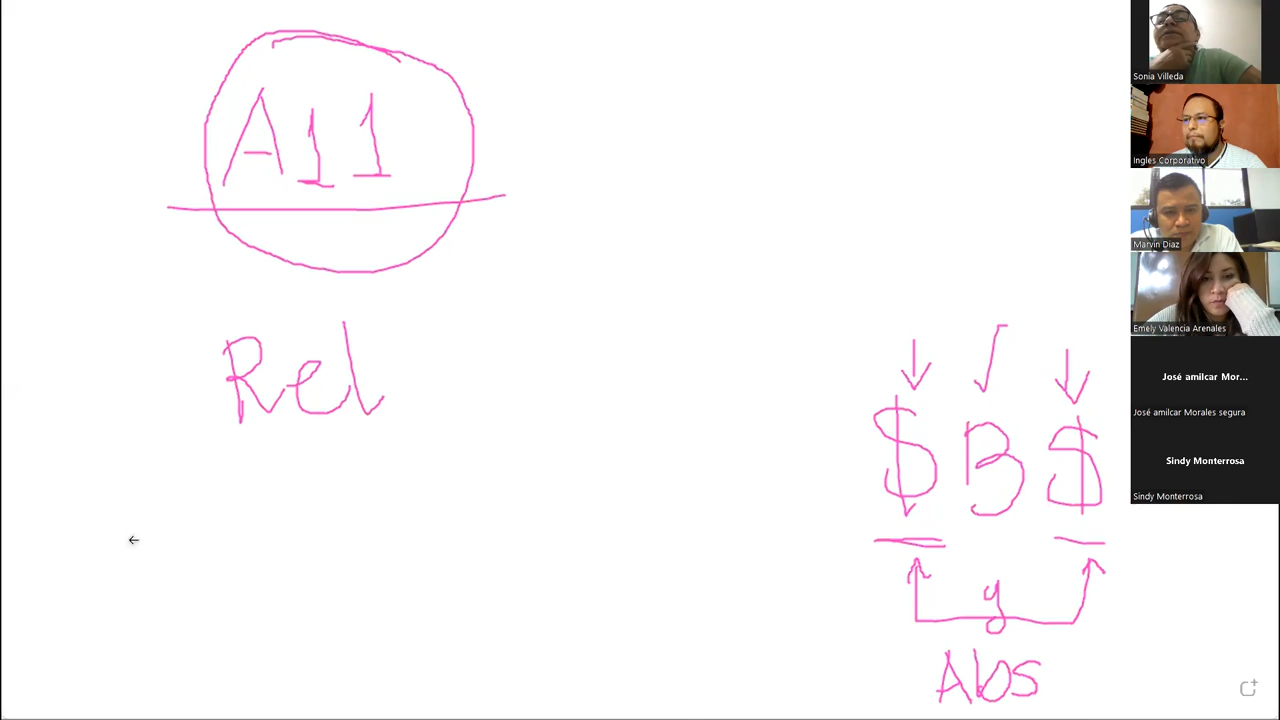 A11
Rel
$B$
y
Abs
Sonia Villeda
Ingles Corporativo
Marvin Diaz
Emely Valencia Arenales
José amilcar Mor...
José amilcar Morales segura
Sindy Monterrosa
Sindy Monterrosa